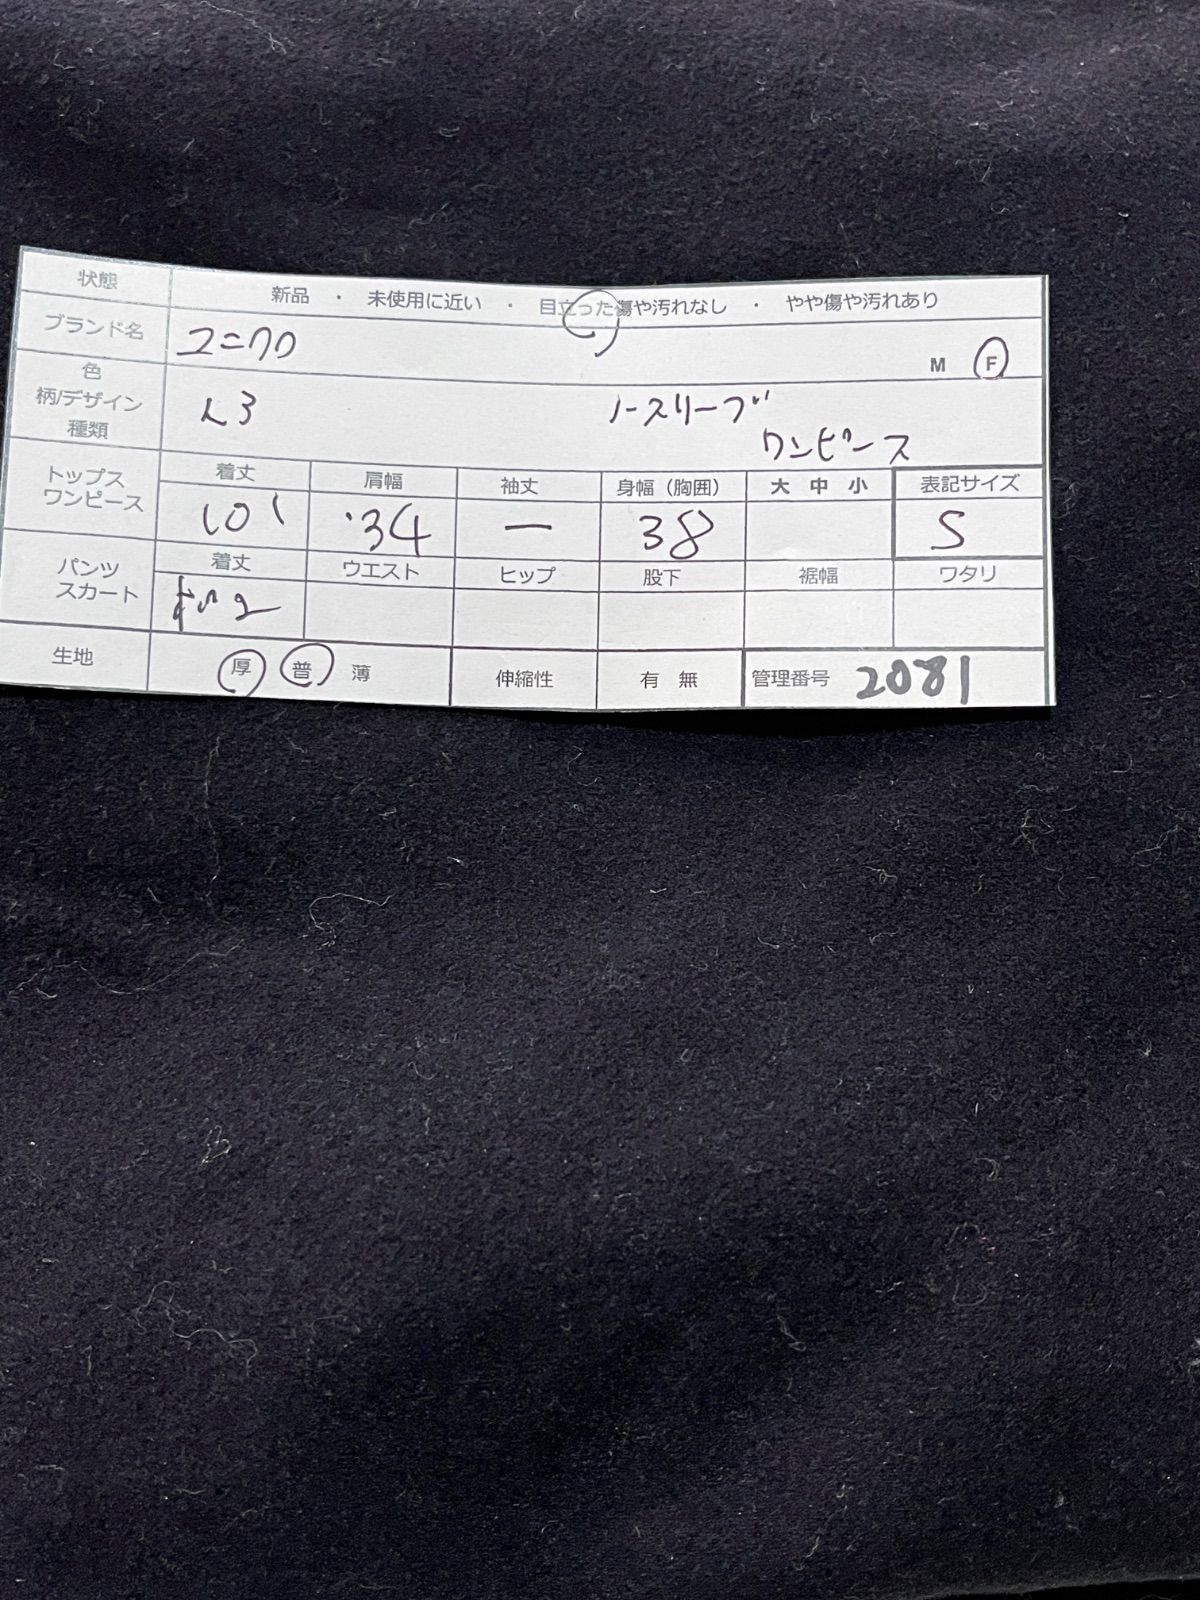 状態 新品 ・ 未使用に近い ・ 目立った傷や汚れなし ・ やや傷や汚れあり
ブランド名 ユニクロ M F
色
柄/デザイン
種類 ノースリーブ
ワンピース
トップス
ワンピース 着丈 肩幅 袖丈 身幅（胸囲） 大 中 小 表記サイズ
101 34 ー 38 S
パンツ
スカート 着丈 ウエスト ヒップ 股下 裾幅 ワタリ
生地 厚 普 薄 伸縮性 有 無 管理番号 2081